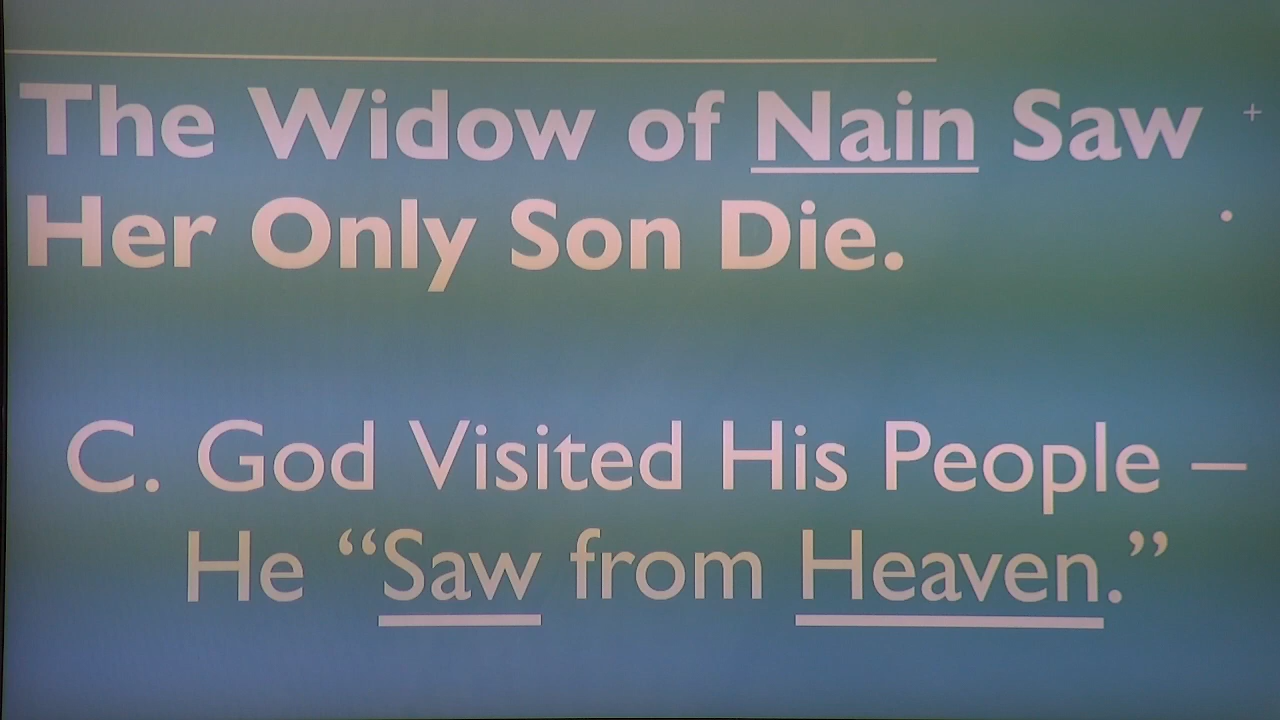 The Widow of Nain Saw
Her Only Son Die.
C. God Visited His People –
He “Saw from Heaven.”